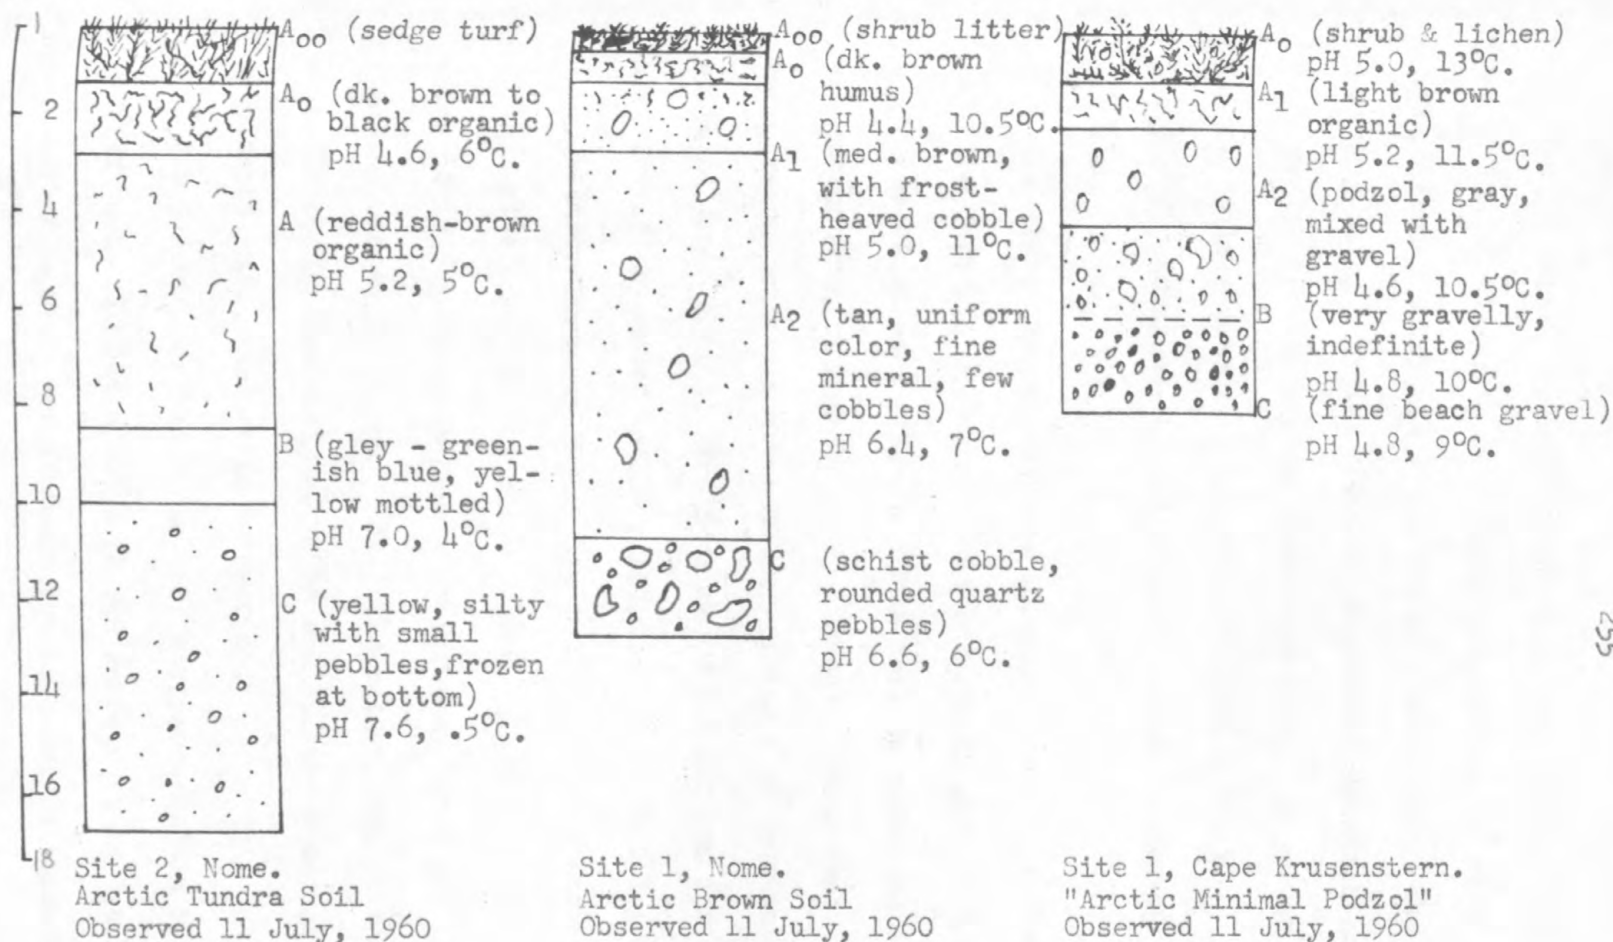 1
2
4
6
8
10
12
14
16
18
Aoo (sedge turf)
Ao (dk. brown to
black organic)
pH 4.6, 6°C.
A (reddish-brown
organic)
pH 5.2, 5°C.
B (gley - green-
ish blue, yel-
low mottled)
pH 7.0, 4°C.
C (yellow, silty
with small
pebbles,frozen
at bottom)
pH 7.6, .5°C.
Site 2, Nome.
Arctic Tundra Soil
Observed 11 July, 1960
Aoo (shrub litter)
Ao (dk. brown
humus)
pH 4.4, 10.5°C.
A1 (med. brown,
with frost-
heaved cobble)
pH 5.0, 11°C.
A2 (tan, uniform
color, fine
mineral, few
cobbles)
pH 6.4, 7°C.
C (schist cobble,
rounded quartz
pebbles)
pH 6.6, 6°C.
Site 1, Nome.
Arctic Brown Soil
Observed 11 July, 1960
Ao (shrub & lichen)
pH 5.0, 13°C.
A1 (light brown
organic)
pH 5.2, 11.5°C.
A2 (podzol, gray,
mixed with
gravel)
pH 4.6, 10.5°C.
B (very gravelly,
indefinite)
pH 4.8, 10°C.
C (fine beach gravel)
pH 4.8, 9°C.
Site 1, Cape Krusenstern.
"Arctic Minimal Podzol"
Observed 11 July, 1960
255